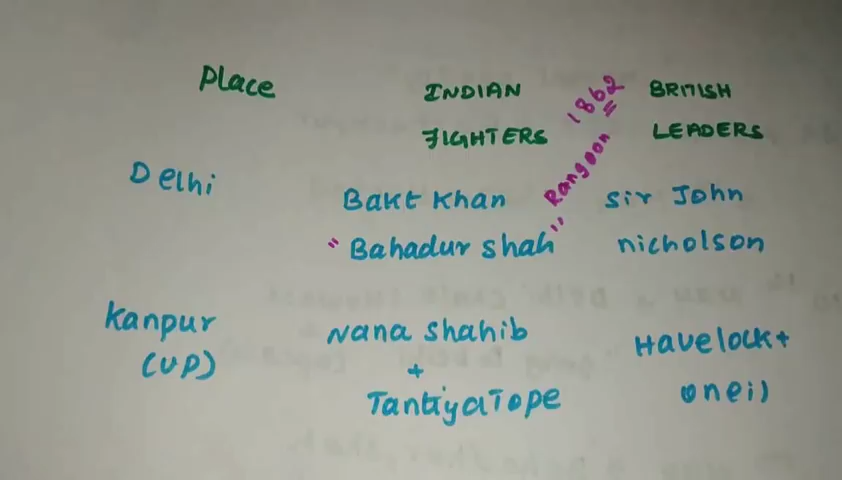 Place
INDIAN
FIGHTERS
BRITISH
LEADERS
Rangoon 1862
Delhi
Bakt Khan
"Bahadur shah"
Sir John
nicholson
Kanpur
(UP)
Nana Shahib
+
TantiyaTope
Havelock+
oneil